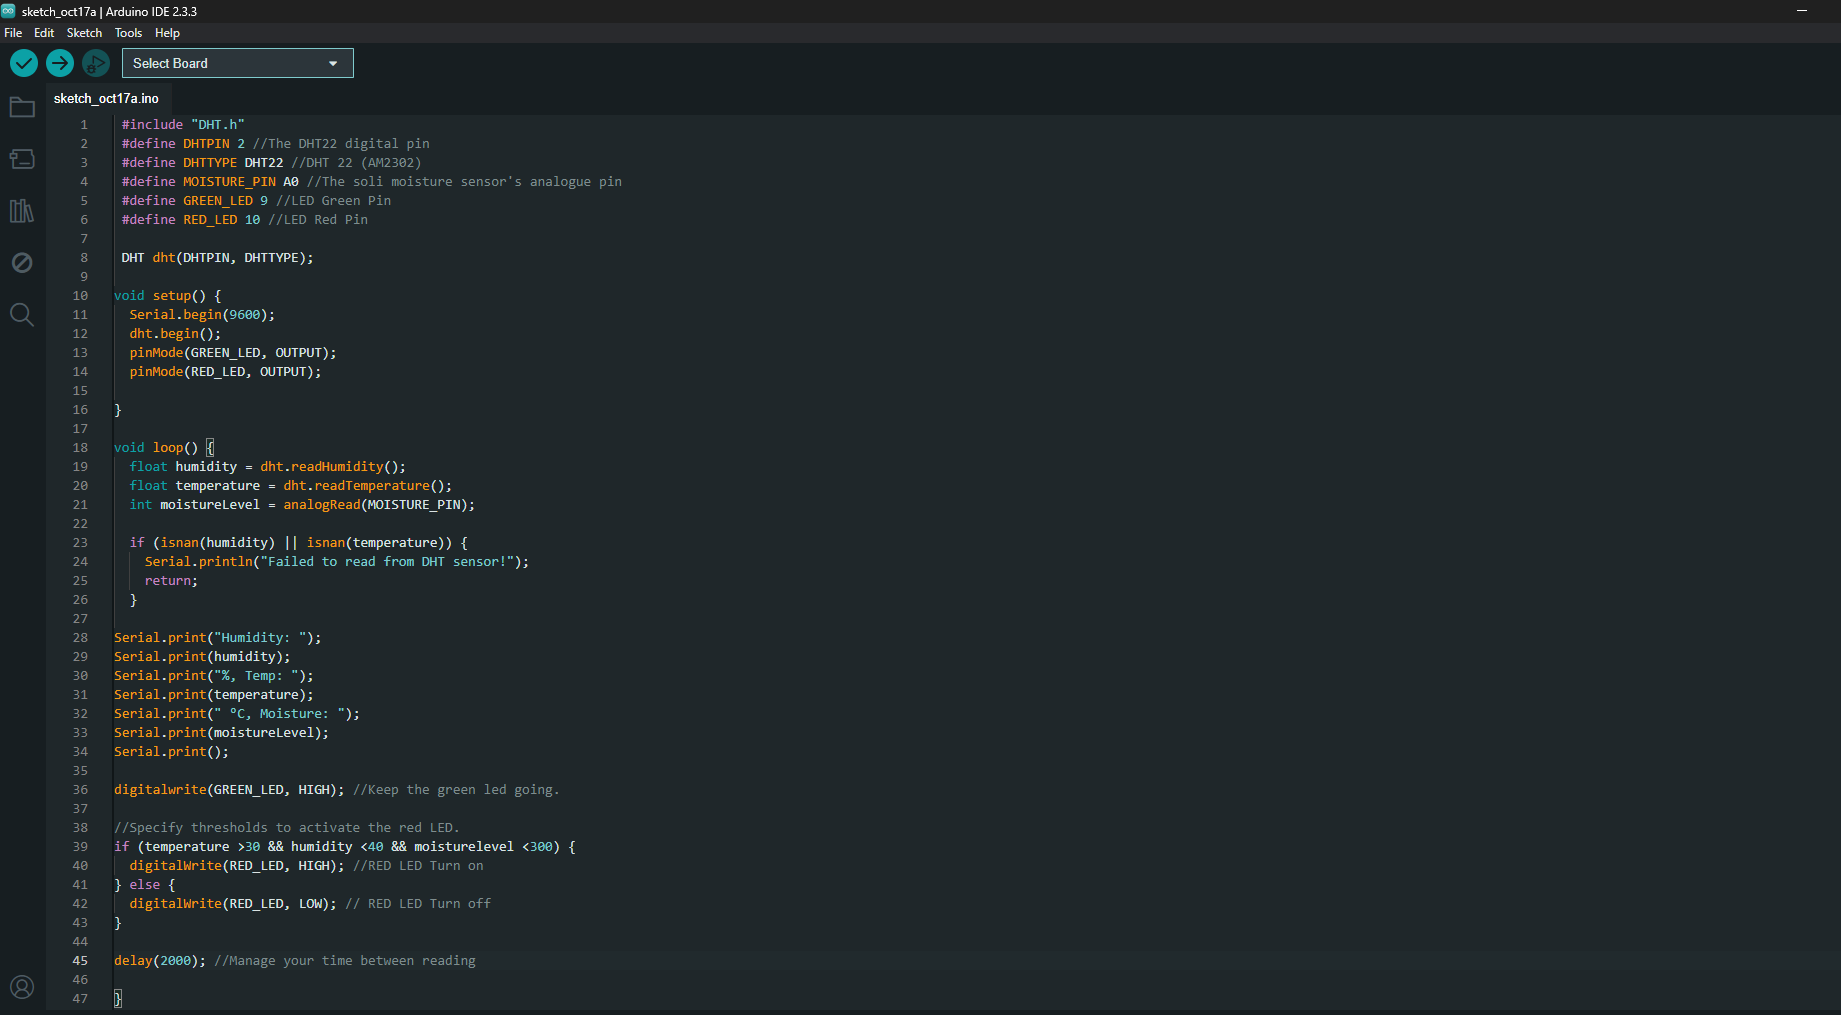 sketch_oct17a | Arduino IDE 2.3.3
File Edit Sketch Tools Help
Select Board
sketch_oct17a.ino
1 #include "DHT.h"
2 #define DHTPIN 2 //The DHT22 digital pin
3 #define DHTTYPE DHT22 //DHT 22 (AM2302)
4 #define MOISTURE_PIN A0 //The soli moisture sensor's analogue pin
5 #define GREEN_LED 9 //LED Green Pin
6 #define RED_LED 10 //LED Red Pin
7
8 DHT dht(DHTPIN, DHTTYPE);
9
10 void setup() {
11 Serial.begin(9600);
12 dht.begin();
13 pinMode(GREEN_LED, OUTPUT);
14 pinMode(RED_LED, OUTPUT);
15
16 }
17
18 void loop() {
19 float humidity = dht.readHumidity();
20 float temperature = dht.readTemperature();
21 int moistureLevel = analogRead(MOISTURE_PIN);
22
23 if (isnan(humidity) || isnan(temperature)) {
24 Serial.println("Failed to read from DHT sensor!");
25 return;
26 }
27
28 Serial.print("Humidity: ");
29 Serial.print(humidity);
30 Serial.print("%, Temp: ");
31 Serial.print(temperature);
32 Serial.print(" ºC, Moisture: ");
33 Serial.print(moistureLevel);
34 Serial.print();
35
36 digitalwrite(GREEN_LED, HIGH); //Keep the green led going.
37
38 //Specify thresholds to activate the red LED.
39 if (temperature >30 && humidity <40 && moisturelevel <300) {
40 digitalWrite(RED_LED, HIGH); //RED LED Turn on
41 } else {
42 digitalWrite(RED_LED, LOW); // RED LED Turn off
43 }
44
45 delay(2000); //Manage your time between reading
46
47 }